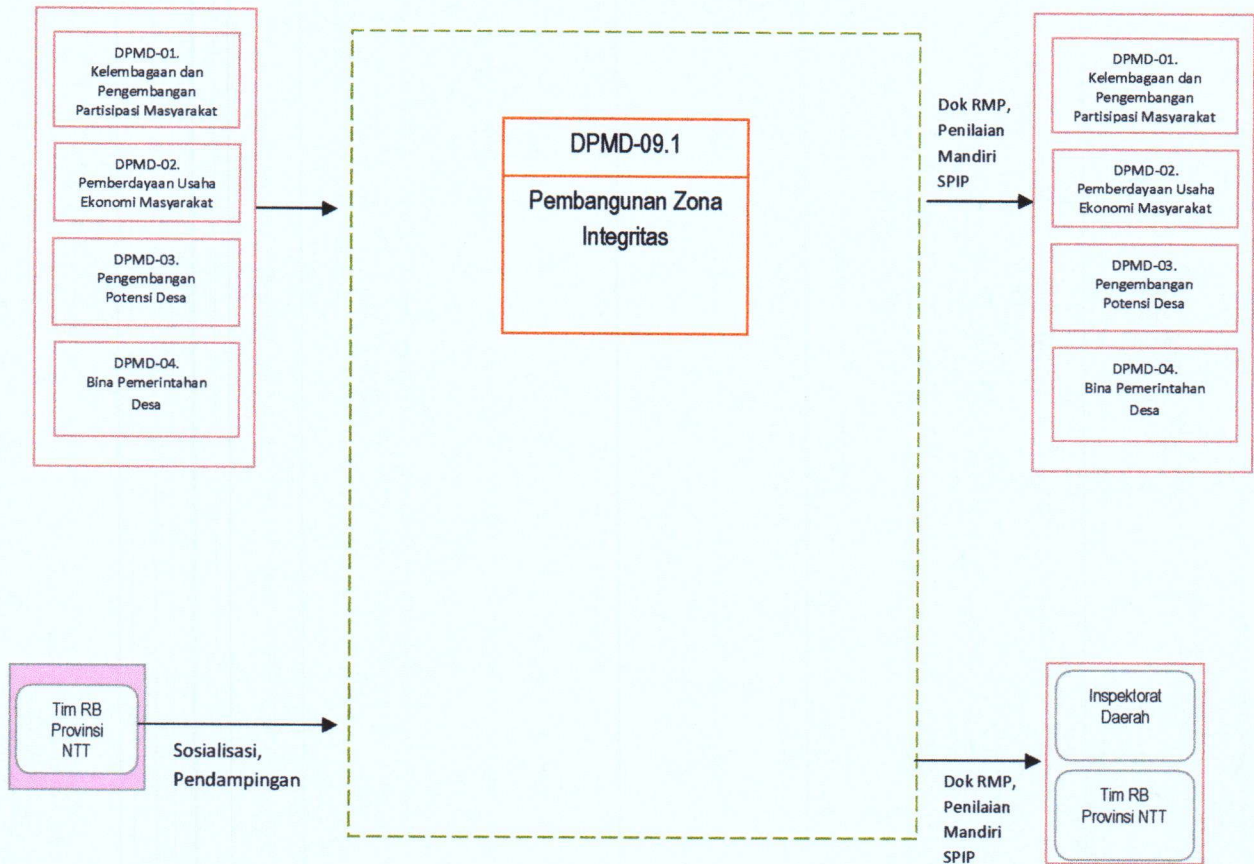 DPMD-01.
Kelembagaan dan
Pengembangan
Partisipasi Masyarakat
DPMD-02.
Pemberdayaan Usaha
Ekonomi Masyarakat
DPMD-03.
Pengembangan
Potensi Desa
DPMD-04.
Bina Pemerintahan
Desa
Tim RB
Provinsi
NTT
Sosialisasi,
Pendampingan
DPMD-09.1
Pembangunan Zona
Integritas
Dok RMP,
Penilaian
Mandiri
SPIP
DPMD-01.
Kelembagaan dan
Pengembangan
Partisipasi Masyarakat
DPMD-02.
Pemberdayaan Usaha
Ekonomi Masyarakat
DPMD-03.
Pengembangan
Potensi Desa
DPMD-04.
Bina Pemerintahan
Desa
Dok RMP,
Penilaian
Mandiri
SPIP
Inspektorat
Daerah
Tim RB
Provinsi NTT